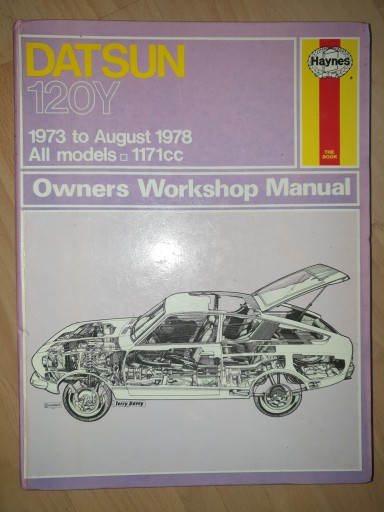 DATSUN
120Y
1973 to August 1978
All models 1171cc
Haynes
THE
BOOK
Owners Workshop Manual
terry davey